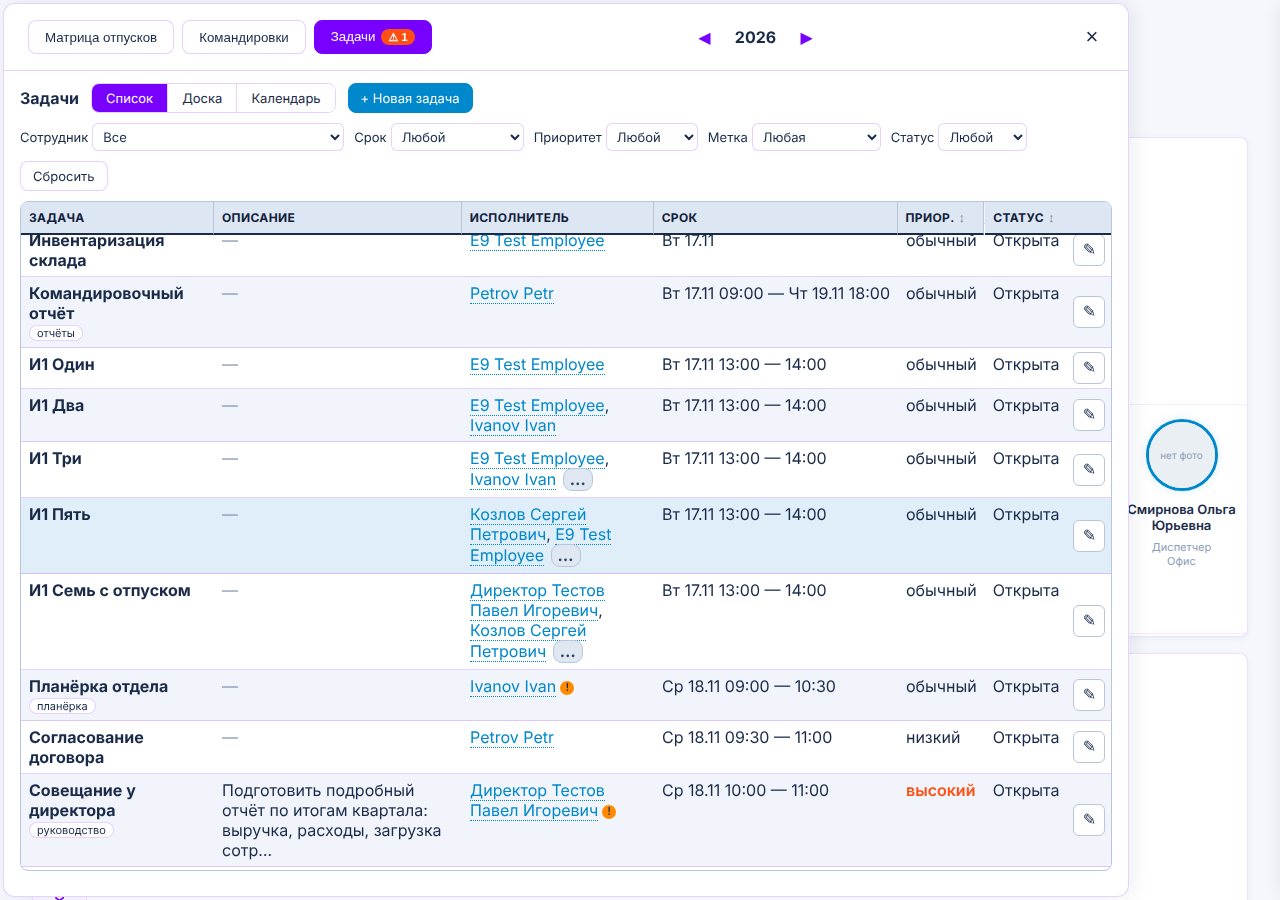 Матрица отпусков
Командировки
Задачи ⚠ 1
◀ 2026 ▶
×
Задачи
Список
Доска
Календарь
+ Новая задача
Сотрудник Все
Срок Любой
Приоритет Любой
Метка Любая
Статус Любой
Сбросить
ЗАДАЧА ОПИСАНИЕ ИСПОЛНИТЕЛЬ СРОК ПРИОР. ↕ СТАТУС ↕
Инвентаризация — E9 Test Employee Вт 17.11 обычный Открыта ✎
склада
Командировочный — Petrov Petr Вт 17.11 09:00 — Чт 19.11 18:00 обычный Открыта ✎
отчёт
отчёты
И1 Один — E9 Test Employee Вт 17.11 13:00 — 14:00 обычный Открыта ✎
И1 Два — E9 Test Employee, Вт 17.11 13:00 — 14:00 обычный Открыта ✎
Ivanov Ivan
И1 Три — E9 Test Employee, Вт 17.11 13:00 — 14:00 обычный Открыта ✎
Ivanov Ivan ...
И1 Пять — Козлов Сергей Вт 17.11 13:00 — 14:00 обычный Открыта ✎
Петрович, E9 Test
Employee ...
И1 Семь с отпуском — Директор Тестов Вт 17.11 13:00 — 14:00 обычный Открыта ✎
Павел Игоревич,
Козлов Сергей
Петрович ...
Планёрка отдела — Ivanov Ivan ! Ср 18.11 09:00 — 10:30 обычный Открыта ✎
планёрка
Согласование — Petrov Petr Ср 18.11 09:30 — 11:00 низкий Открыта ✎
договора
Совещание у Подготовить подробный Директор Тестов Ср 18.11 10:00 — 11:00 высокий Открыта ✎
директора отчёт по итогам квартала: Павел Игоревич !
руководство выручка, расходы, загрузка
сотр...
нет фото
Смирнова Ольга
Юрьевна
Диспетчер
Офис